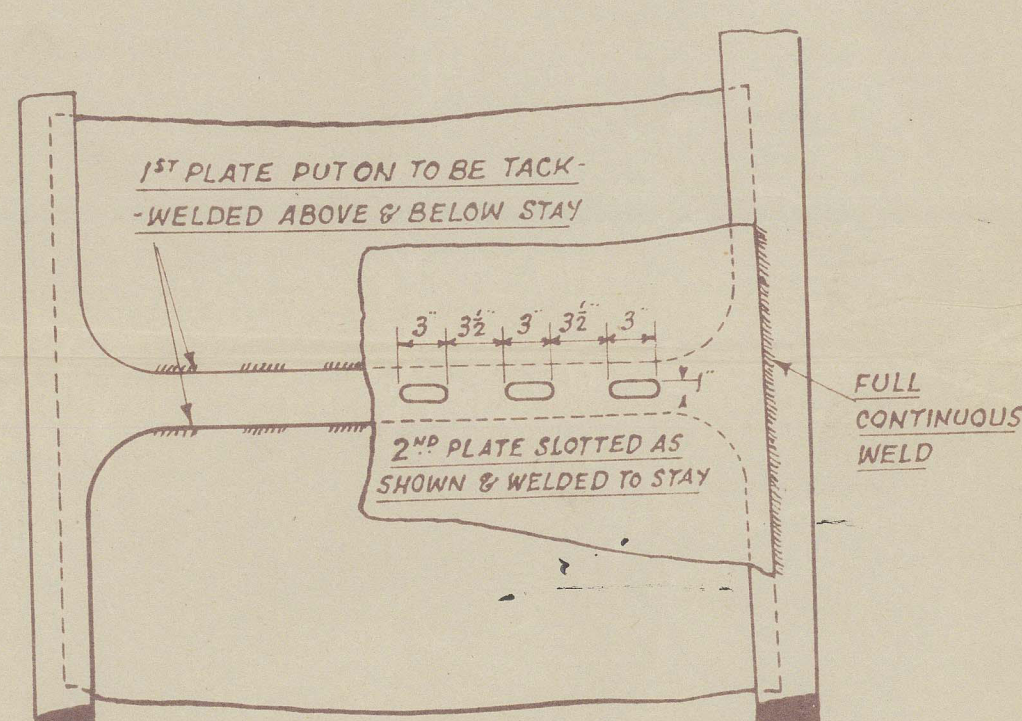 1ST PLATE PUT ON TO BE TACK-
-WELDED ABOVE & BELOW STAY
3" 3½" 3" 3½" 3"
1"
2ND PLATE SLOTTED AS
SHOWN & WELDED TO STAY
FULL
CONTINUOUS
WELD